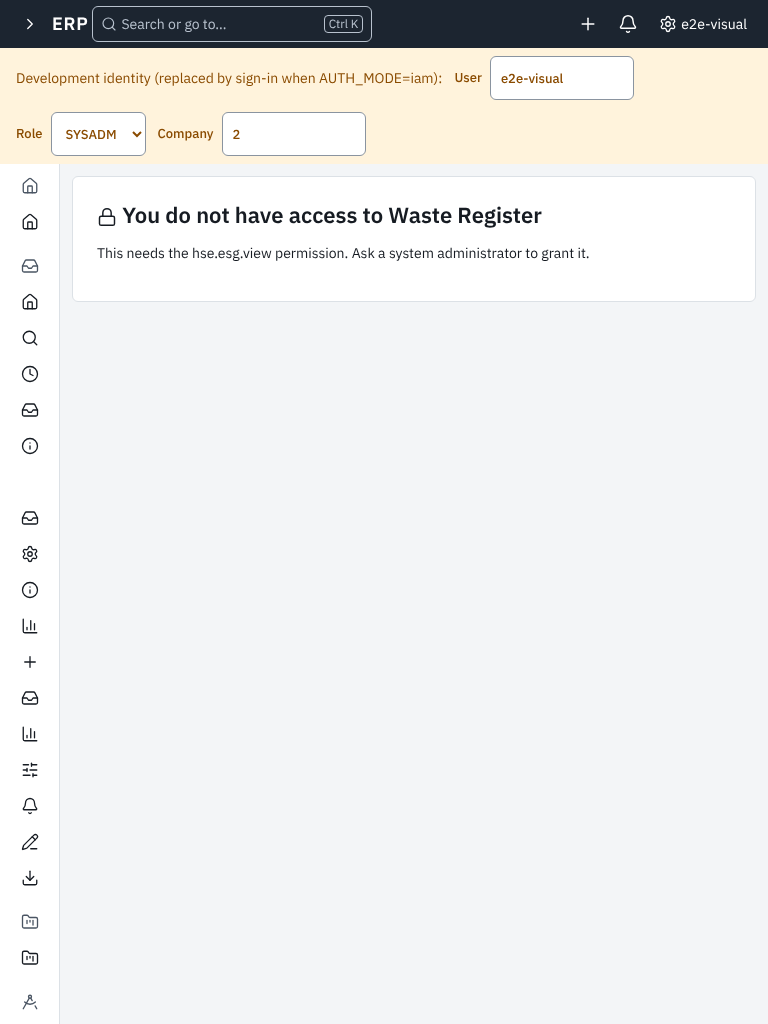 ERP Search or go to... Ctrl K e2e-visual
Development identity (replaced by sign-in when AUTH_MODE=iam): User e2e-visual
Role SYSADM Company 2
You do not have access to Waste Register
This needs the hse.esg.view permission. Ask a system administrator to grant it.